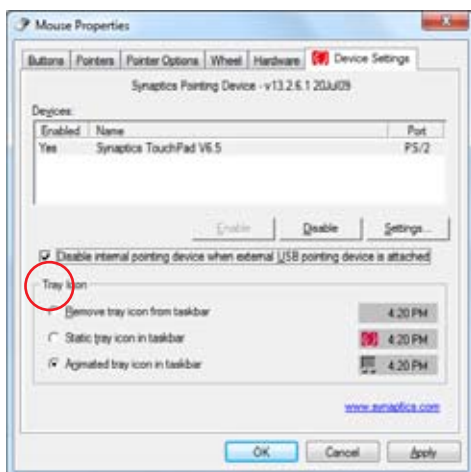 Mouse Properties
Buttons Pointers Pointer Options Wheel Hardware Device Settings
Synaptics Pointing Device - v13.2.6.1 20Jul09
Devices:
Enabled Name Port
Yes Synaptics TouchPad V6.5 PS/2
Enable Disable Settings...
Disable internal pointing device when external USB pointing device is attached
Tray Icon
Remove tray icon from taskbar 4:20 PM
Static tray icon in taskbar 4:20 PM
Animated tray icon in taskbar 4:20 PM
www.synaptics.com
OK Cancel Apply